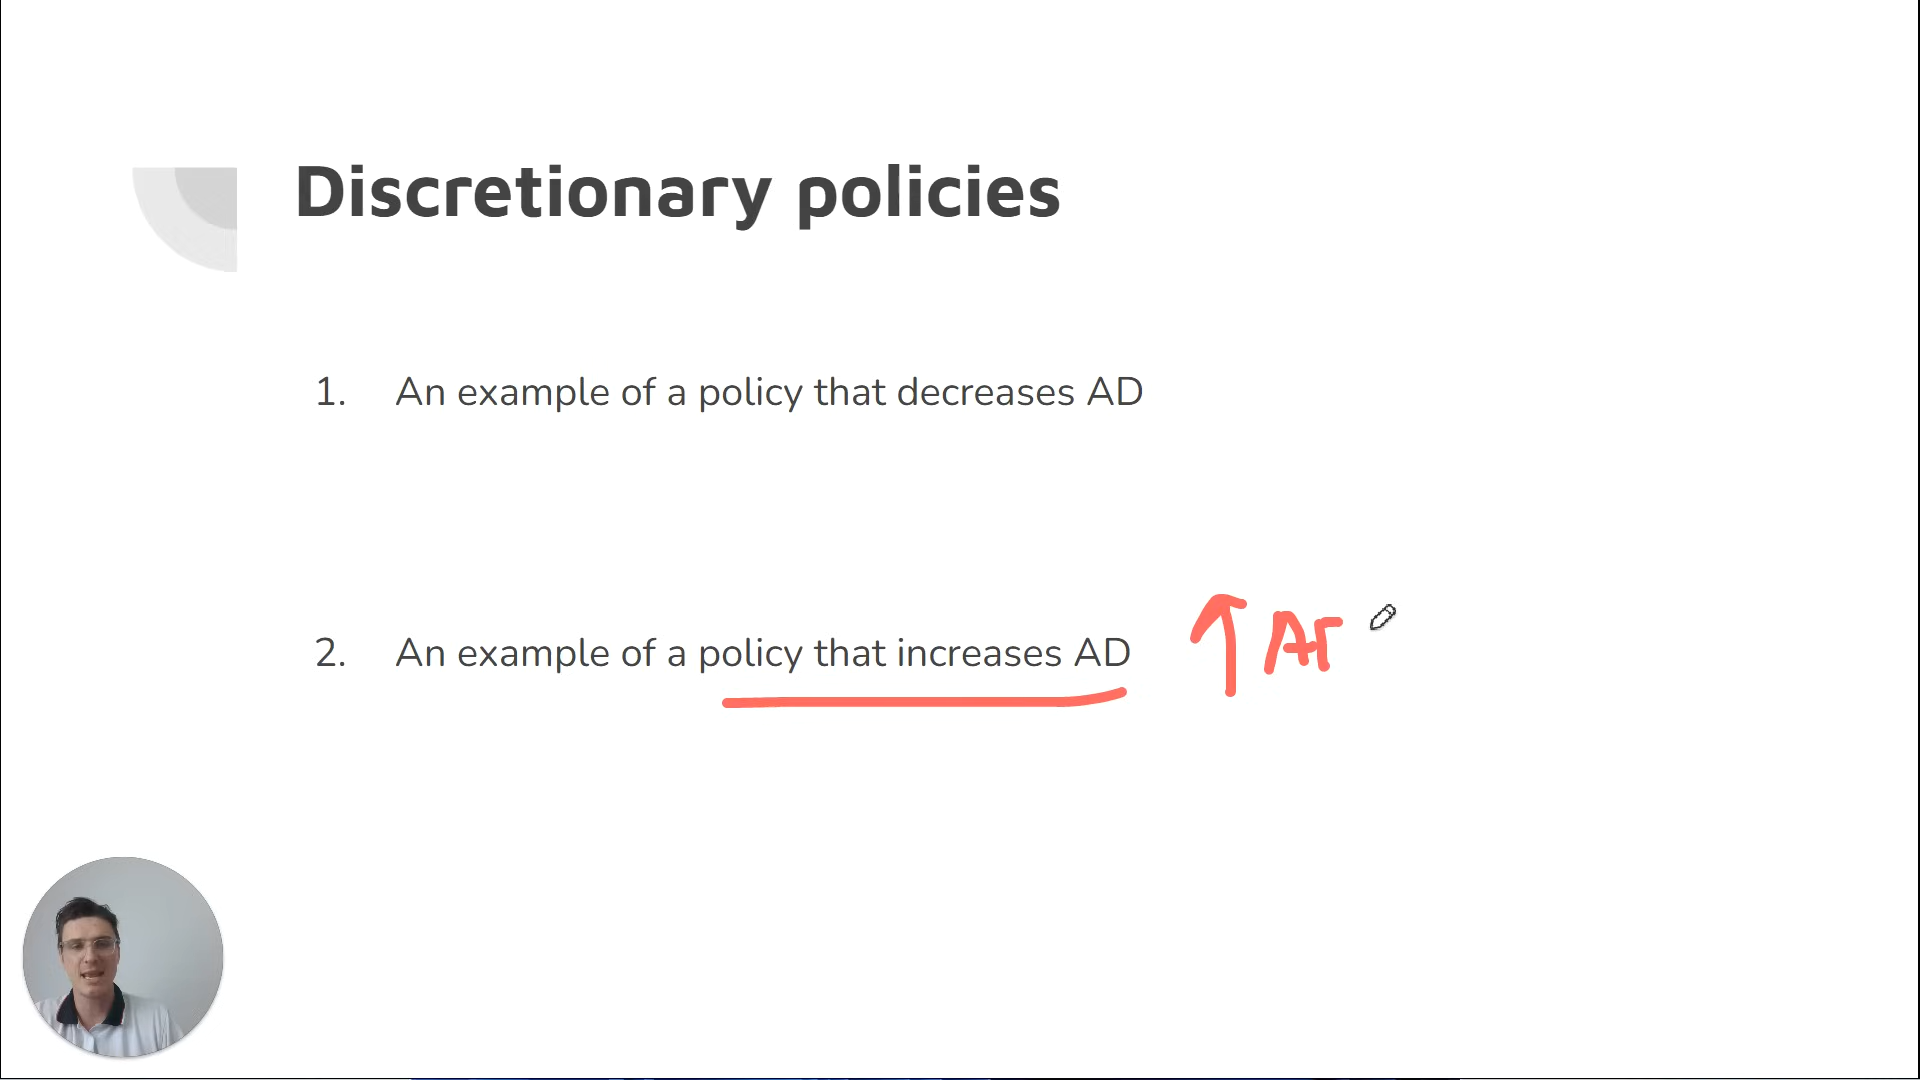 Discretionary policies
1. An example of a policy that decreases AD
2. An example of a policy that increases AD ↑